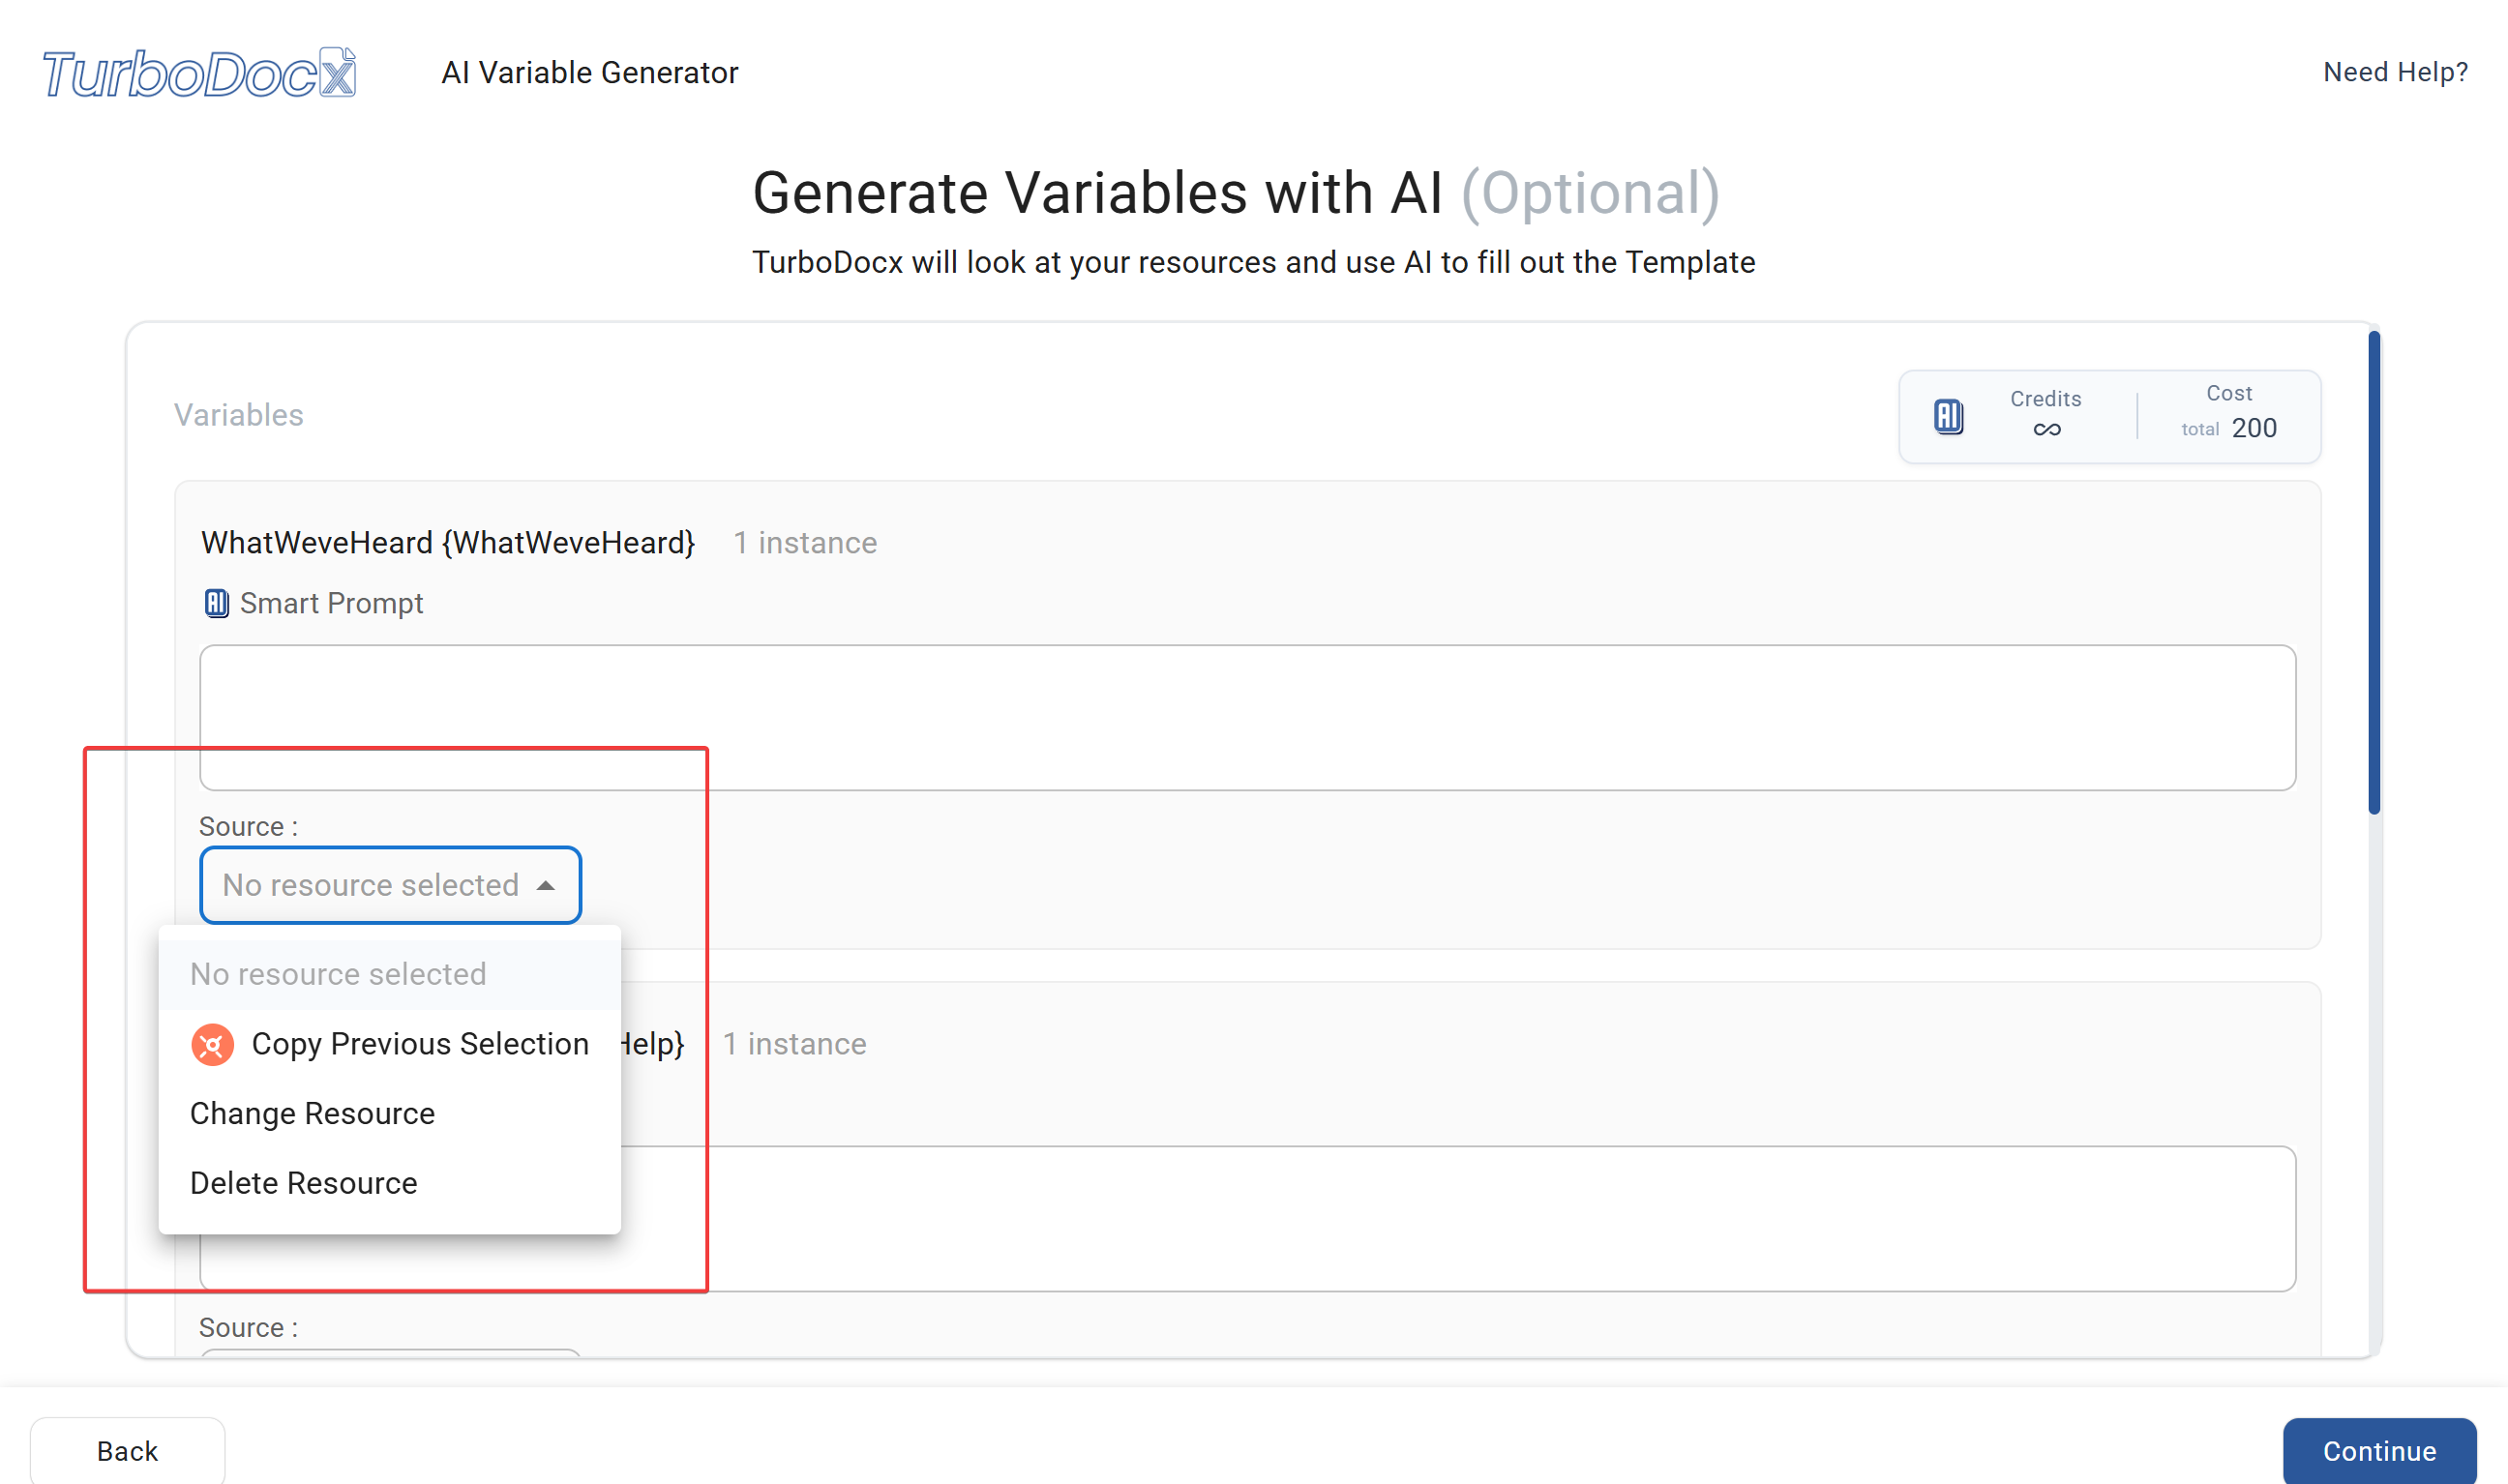 TurboDocx
AI Variable Generator
Need Help?
Generate Variables with AI (Optional)
TurboDocx will look at your resources and use AI to fill out the Template
Variables
AI
Credits
∞
Cost
total 200
WhatWeveHeard {WhatWeveHeard}
1 instance
AI Smart Prompt
Source :
No resource selected
No resource selected
Copy Previous Selection
Help}
1 instance
Change Resource
Delete Resource
Source :
Back
Continue